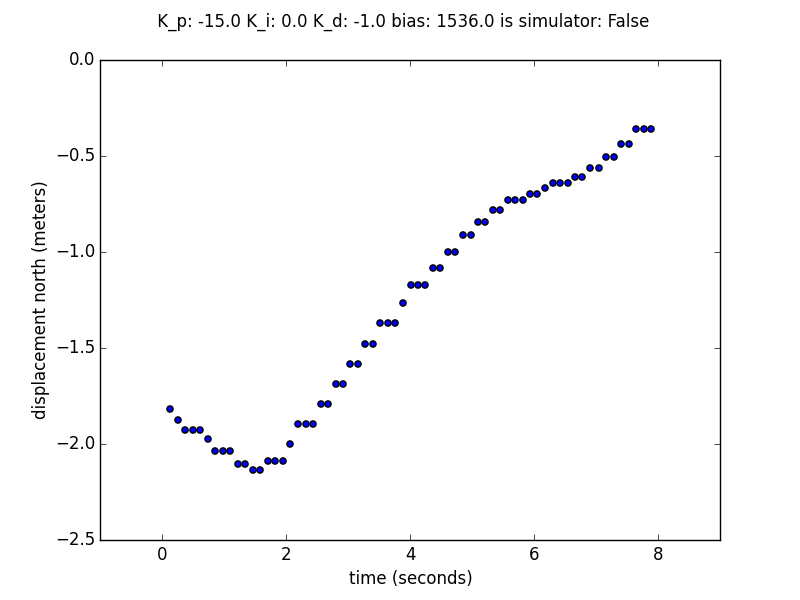 K_p: -15.0 K_i: 0.0 K_d: -1.0 bias: 1536.0 is simulator: False
0.0
−0.5
−1.0
−1.5
−2.0
−2.5
displacement north (meters)
0 2 4 6 8
time (seconds)